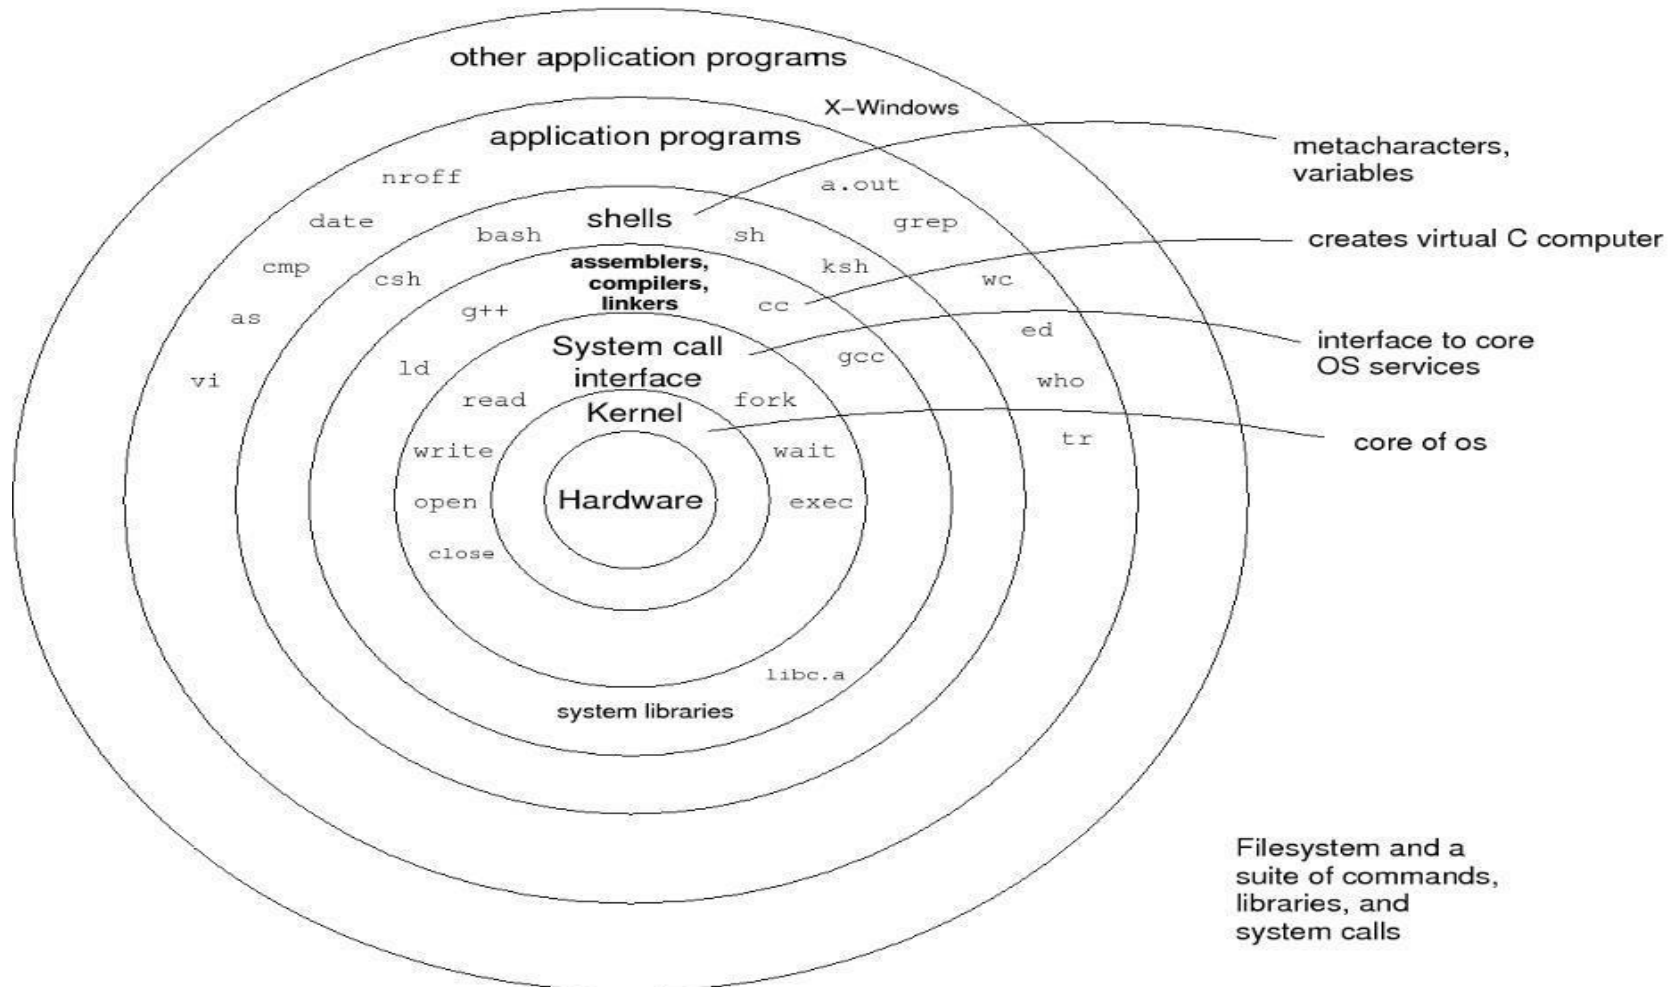 other application programs
X-Windows
application programs
metacharacters,
variables
nroff
a.out
date
shells
grep
bash
sh
creates virtual C computer
cmp
csh
assemblers,
compilers,
linkers
ksh
wc
as
g++
cc
ed
interface to core
OS services
System call
interface
ld
gcc
vi
who
read
fork
Kernel
tr
core of os
write
wait
Hardware
open
exec
close
libc.a
system libraries
Filesystem and a
suite of commands,
libraries, and
system calls